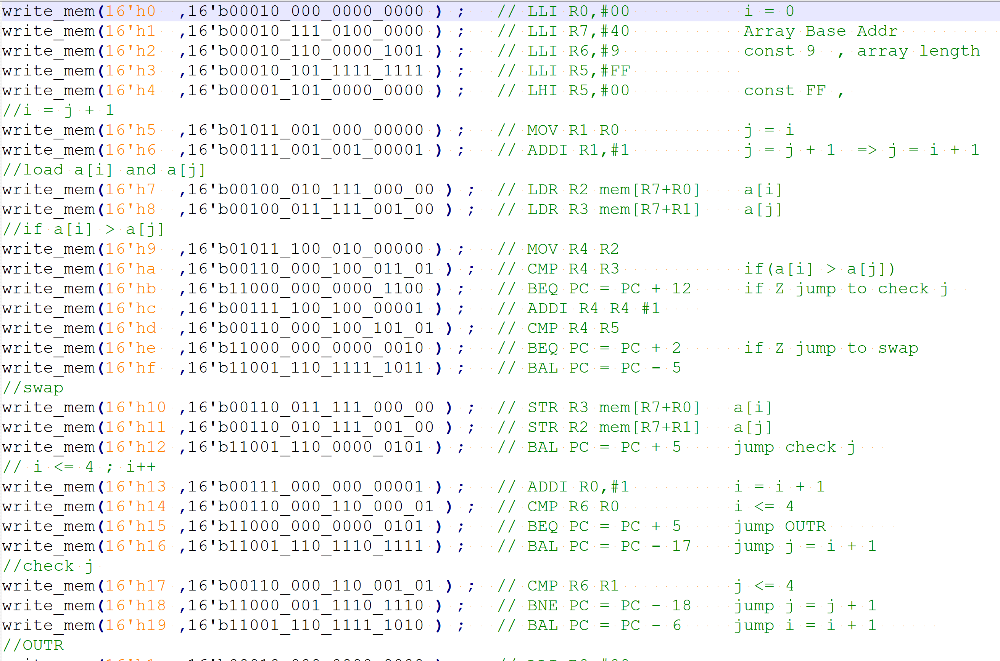 write_mem(16'h0 ,16'b00010_000_0000_0000 ) ; // LLI R0,#00 i = 0
write_mem(16'h1 ,16'b00010_111_0100_0000 ) ; // LLI R7,#40 Array Base Addr
write_mem(16'h2 ,16'b00010_110_0000_1001 ) ; // LLI R6,#9 const 9 , array length
write_mem(16'h3 ,16'b00010_101_1111_1111 ) ; // LLI R5,#FF
write_mem(16'h4 ,16'b00001_101_0000_0000 ) ; // LHI R5,#00 const FF ,
//i = j + 1
write_mem(16'h5 ,16'b01011_001_000_00000 ) ; // MOV R1 R0 j = i
write_mem(16'h6 ,16'b00111_001_001_00001 ) ; // ADDI R1,#1 j = j + 1 => j = i + 1
//load a[i] and a[j]
write_mem(16'h7 ,16'b00100_010_111_000_00 ) ; // LDR R2 mem[R7+R0] a[i]
write_mem(16'h8 ,16'b00100_011_111_001_00 ) ; // LDR R3 mem[R7+R1] a[j]
//if a[i] > a[j]
write_mem(16'h9 ,16'b01011_100_010_00000 ) ; // MOV R4 R2
write_mem(16'ha ,16'b00110_000_100_011_01 ) ; // CMP R4 R3 if(a[i] > a[j])
write_mem(16'hb ,16'b11000_000_0000_1100 ) ; // BEQ PC = PC + 12 if Z jump to check j
write_mem(16'hc ,16'b00111_100_100_00001 ) ; // ADDI R4 R4 #1
write_mem(16'hd ,16'b00110_000_100_101_01 ) ; // CMP R4 R5
write_mem(16'he ,16'b11000_000_0000_0010 ) ; // BEQ PC = PC + 2 if Z jump to swap
write_mem(16'hf ,16'b11001_110_1111_1011 ) ; // BAL PC = PC - 5
//swap
write_mem(16'h10 ,16'b00110_011_111_000_00 ) ; // STR R3 mem[R7+R0] a[i]
write_mem(16'h11 ,16'b00110_010_111_001_00 ) ; // STR R2 mem[R7+R1] a[j]
write_mem(16'h12 ,16'b11001_110_0000_0101 ) ; // BAL PC = PC + 5 jump check j
// i <= 4 ; i++
write_mem(16'h13 ,16'b00111_000_000_00001 ) ; // ADDI R0,#1 i = i + 1
write_mem(16'h14 ,16'b00110_000_110_000_01 ) ; // CMP R6 R0 i <= 4
write_mem(16'h15 ,16'b11000_000_0000_0101 ) ; // BEQ PC = PC + 5 jump OUTR
write_mem(16'h16 ,16'b11001_110_1110_1111 ) ; // BAL PC = PC - 17 jump j = i + 1
//check j
write_mem(16'h17 ,16'b00110_000_110_001_01 ) ; // CMP R6 R1 j <= 4
write_mem(16'h18 ,16'b11000_001_1110_1110 ) ; // BNE PC = PC - 18 jump j = j + 1
write_mem(16'h19 ,16'b11001_110_1111_1010 ) ; // BAL PC = PC - 6 jump i = i + 1
//OUTR